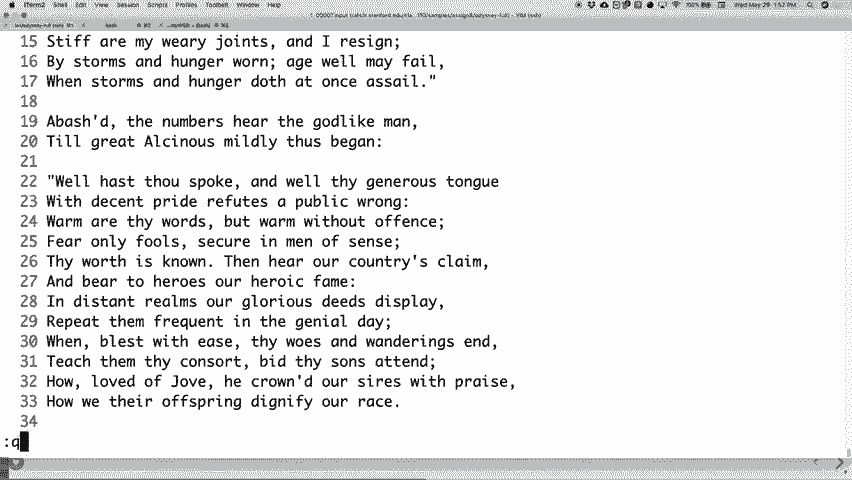 iTerm2 Shell Edit View Session Scripts Profiles Toolbelt Window Help 100% Wed May 29 1:57 PM
15 Stiff are my weary joints, and I resign;
16 By storms and hunger worn; age well may fail,
17 When storms and hunger doth at once assail."
18
19 Abash'd, the numbers hear the godlike man,
20 Till great Alcinous mildly thus began:
21
22 "Well hast thou spoke, and well thy generous tongue
23 With decent pride refutes a public wrong:
24 Warm are thy words, but warm without offence;
25 Fear only fools, secure in men of sense;
26 Thy worth is known. Then hear our country's claim,
27 And bear to heroes our heroic fame:
28 In distant realms our glorious deeds display,
29 Repeat them frequent in the genial day;
30 When, blest with ease, thy woes and wanderings end,
31 Teach them thy consort, bid thy sons attend;
32 How, loved of Jove, he crown'd our sires with praise,
33 How we their offspring dignify our race.
34
:q